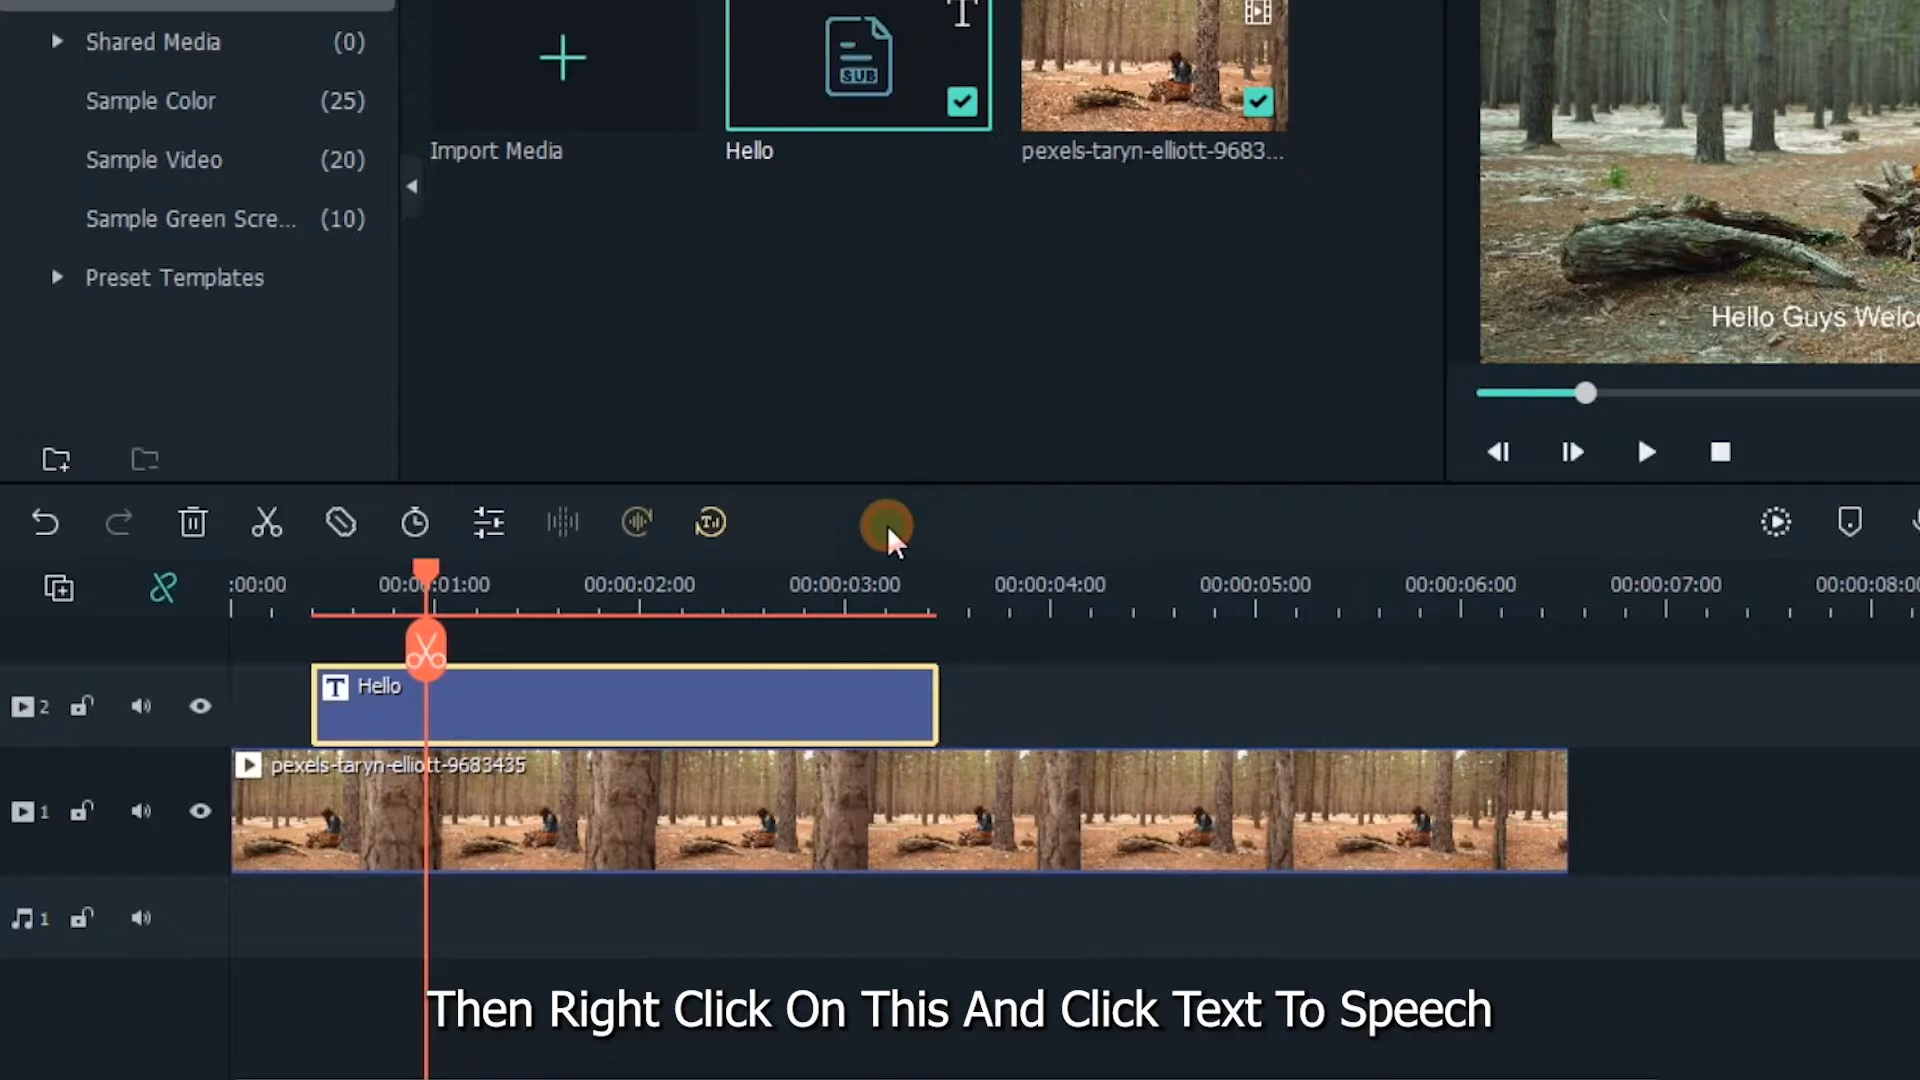 Shared Media (0)
Sample Color (25)
Sample Video (20)
Sample Green Scre... (10)
Preset Templates
Import Media
T
SUB
Hello
pexels-taryn-elliott-9683...
Hello Guys Welco
:00:00 00:00:01:00 00:00:02:00 00:00:03:00 00:00:04:00 00:00:05:00 00:00:06:00 00:00:07:00 00:00:08:0
2
T Hello
pexels-taryn-elliott-9683435
1
1
Then Right Click On This And Click Text To Speech